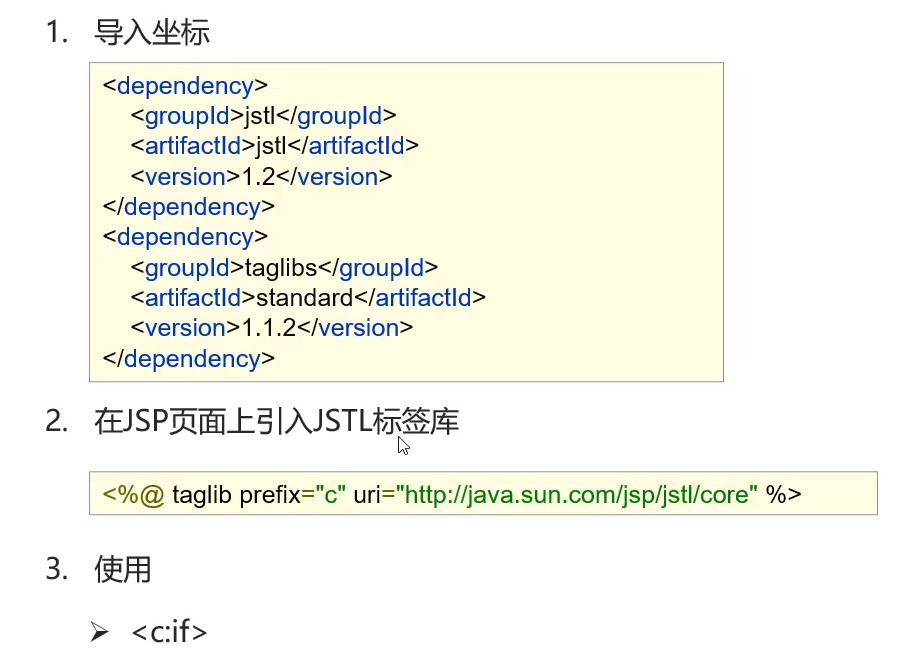 1. 导入坐标
<dependency>
<groupId>jstl</groupId>
<artifactId>jstl</artifactId>
<version>1.2</version>
</dependency>
<dependency>
<groupId>taglibs</groupId>
<artifactId>standard</artifactId>
<version>1.1.2</version>
</dependency>
2. 在JSP页面上引入JSTL标签库
<%@ taglib prefix="c" uri="http://java.sun.com/jsp/jstl/core" %>
3. 使用
➢ <c:if>